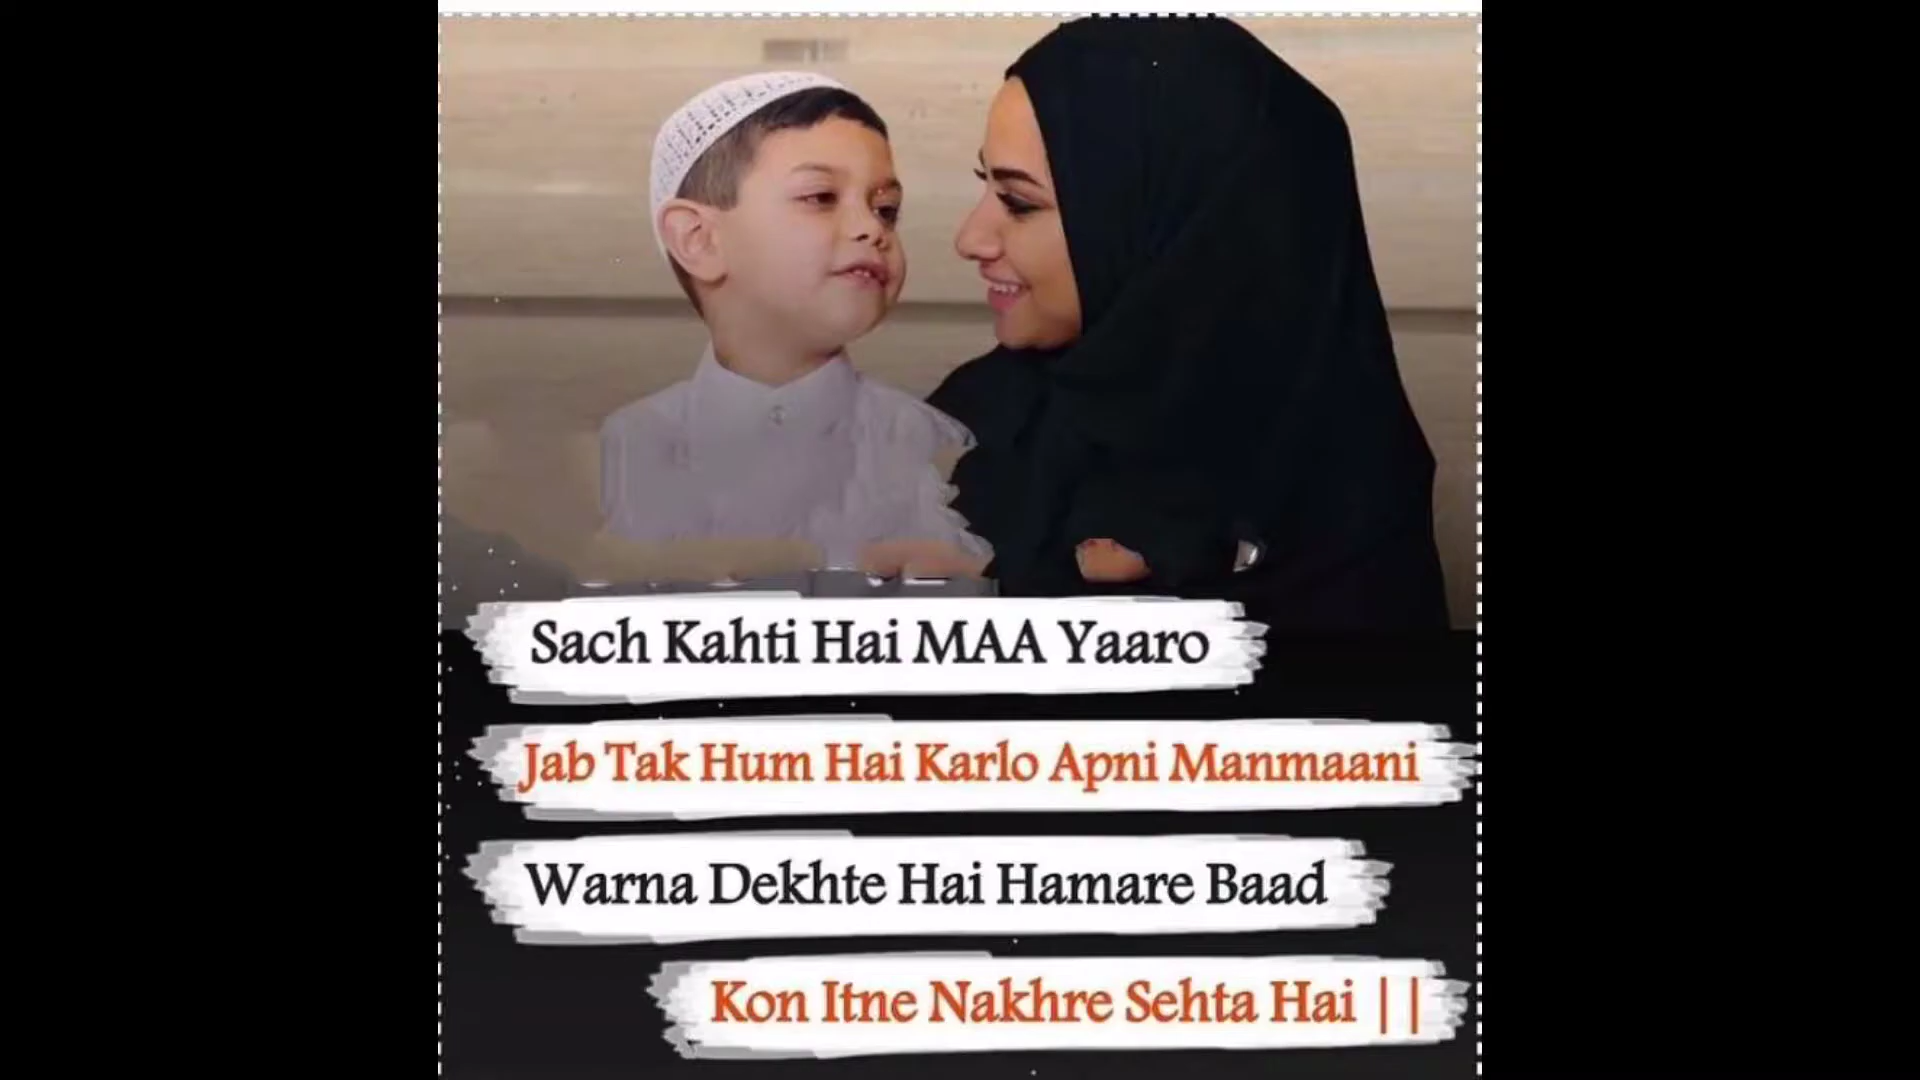 Sach Kahti Hai MAA Yaaro
Jab Tak Hum Hai Karlo Apni Manmaani
Warna Dekhte Hai Hamare Baad
Kon Itne Nakhre Sehta Hai ||